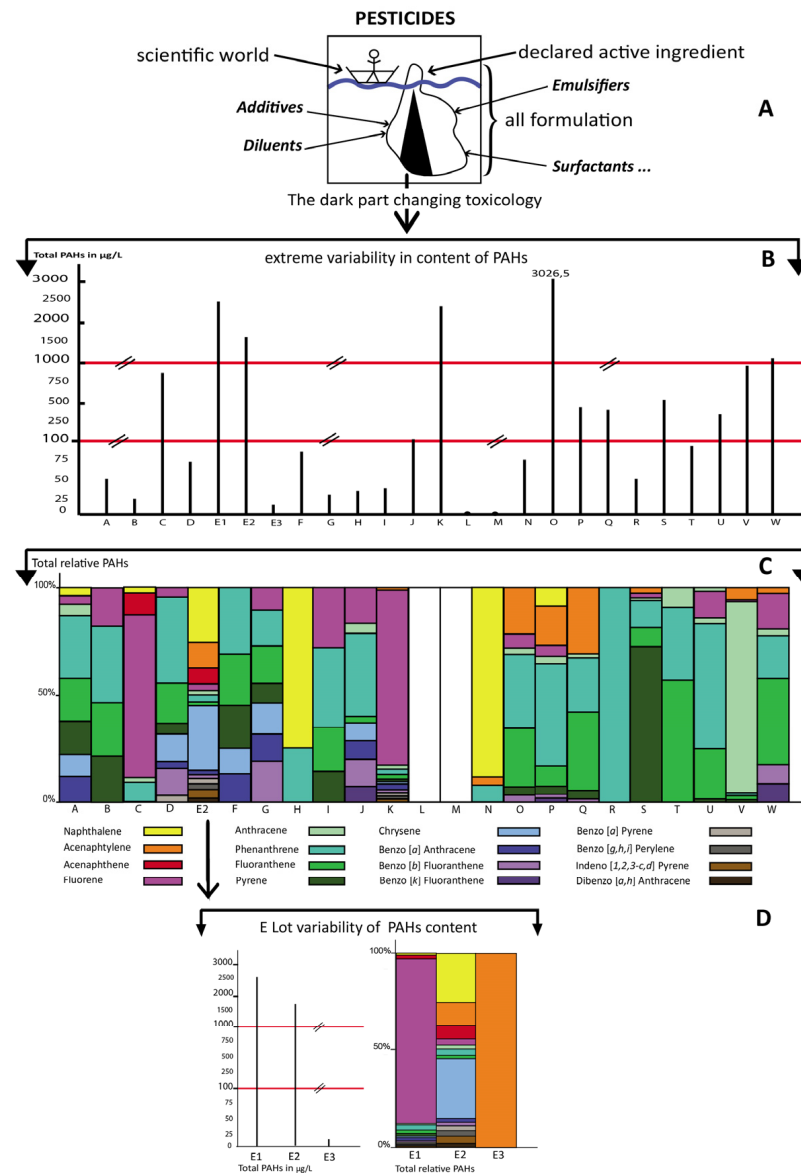 PESTICIDES
scientific world
declared active ingredient
Emulsifiers
Additives
all formulation
A
Diluents
Surfactants ...
The dark part changing toxicology
Total PAHs in µg/L
extreme variability in content of PAHs
B
3026,5
3000
2000
1500
1000
750
500
250
100
75
50
25
0
A B C D E1 E2 E3 F G H I J K L M N O P Q R S T U V W
Total relative PAHs
C
100%
50%
0%
A B C D E2 F G H I J K L M N O P Q R S T U V W
Naphthalene Anthracene Chrysene Benzo [a] Pyrene
Acenaptylene Phenanthrene Benzo [a] Anthracene Benzo [g,h,i] Perylene
Acenaphthene Fluoranthene Benzo [b] Fluoranthene Indeno [1,2,3-c,d] Pyrene
Fluorene Pyrene Benzo [k] Fluoranthene Dibenzo [a,h] Anthracene
D
E Lot variability of PAHs content
3000
2500
2000
1500
1000
750
500
250
100
75
50
25
0
E1 E2 E3
Total PAHs in µg/L
100%
50%
0%
E1 E2 E3
Total relative PAHs